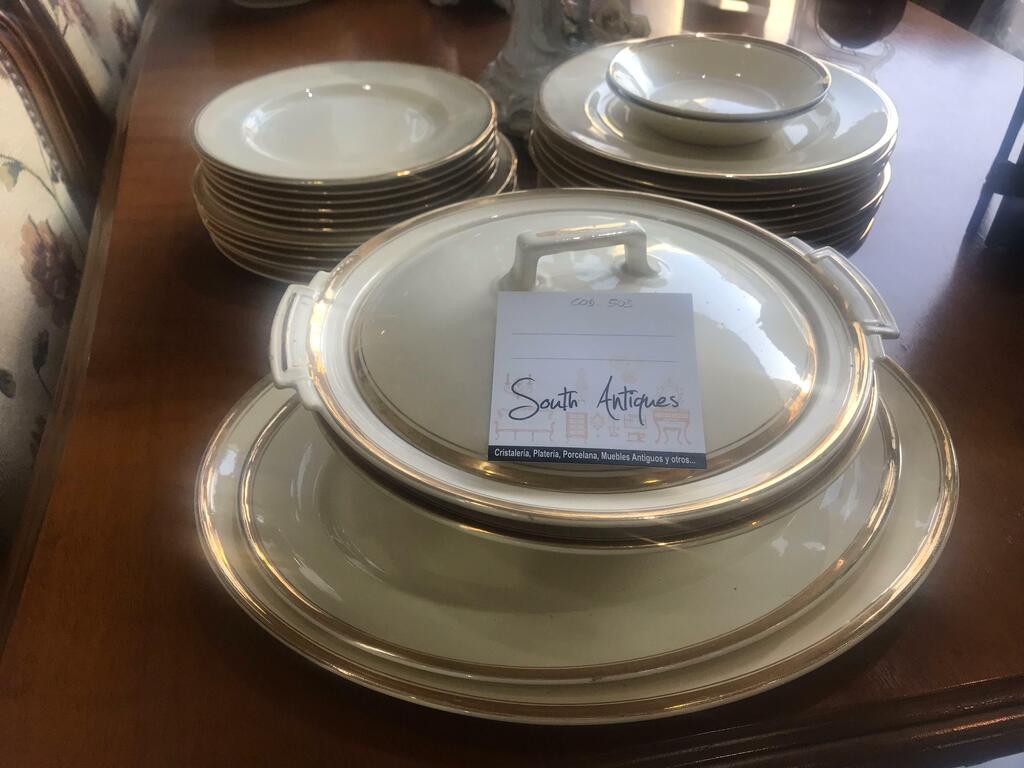 COD 503
South Antiques
Cristalería, Platería, Porcelana, Muebles Antiguos y otros...